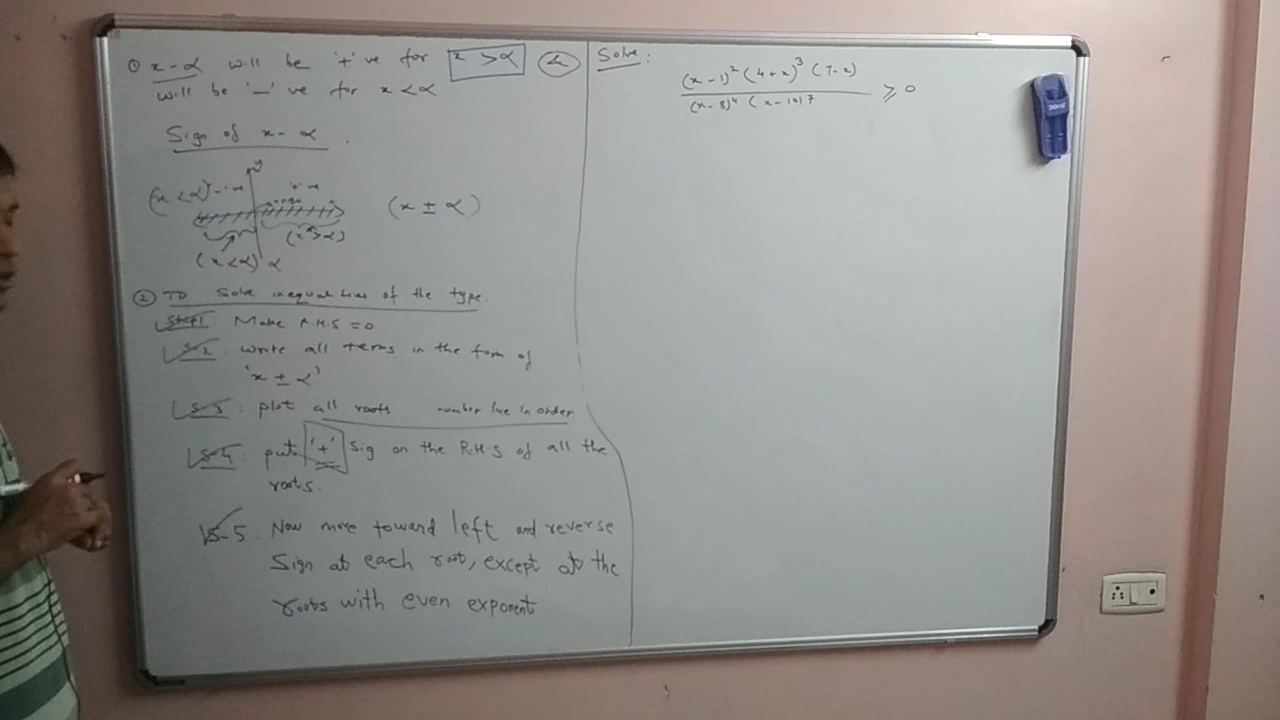 ① x-α will be '+' ve for x > α
will be '-' ve for x < α
Sign of x - α
y
(x < α) - ve
'+' ve
(x ± α)
(x > α)
(x < α) α
② To Solve inequalities of the type
Step1 Make R.H.S = 0
S-2. write all terms in the form of
'x ± α'
S-3. plot all roots number line in order
S-4. put '+' Sig on the R.H.S of all the
roots.
S-5. Now move toward left and reverse
Sign at each root, except at the
roots with even exponent
Solve:
(x - 1)² (4 + x)³ (7 - x)
≥ 0
(x - 8)⁴ (x - 10)7